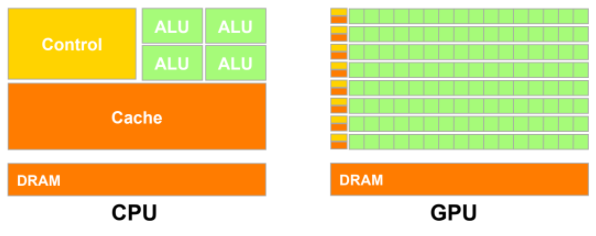 Control
ALU ALU
ALU ALU
Cache
DRAM
CPU
DRAM
GPU